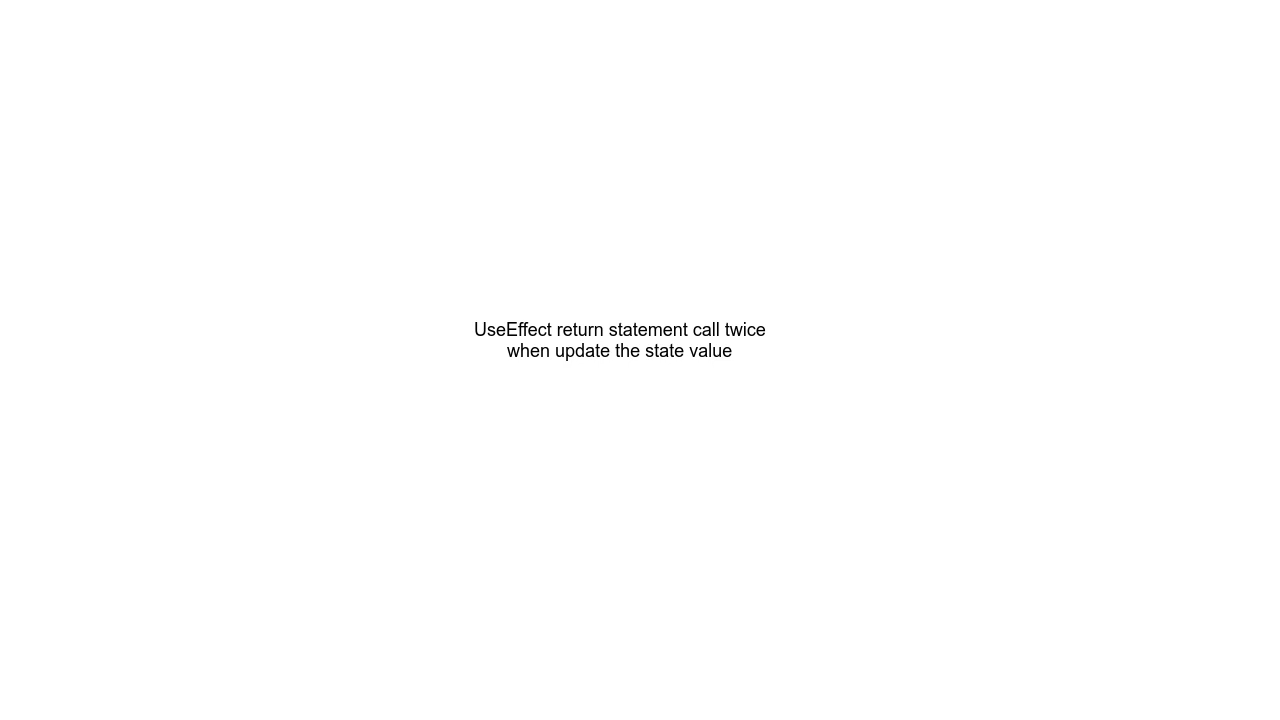 UseEffect return statement call twice
when update the state value